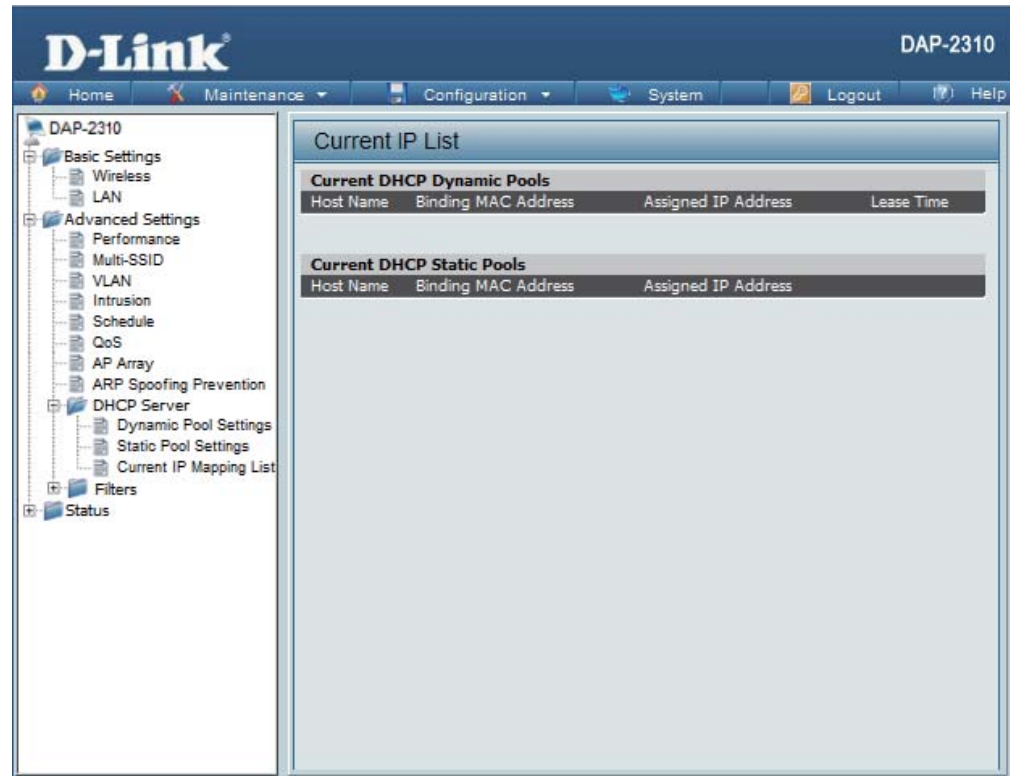 D-Link
DAP-2310
Home Maintenance Configuration System Logout Help
DAP-2310
Basic Settings
Wireless
LAN
Advanced Settings
Performance
Multi-SSID
VLAN
Intrusion
Schedule
QoS
AP Array
ARP Spoofing Prevention
DHCP Server
Dynamic Pool Settings
Static Pool Settings
Current IP Mapping List
Filters
Status
Current IP List
Current DHCP Dynamic Pools
Host Name Binding MAC Address Assigned IP Address Lease Time
Current DHCP Static Pools
Host Name Binding MAC Address Assigned IP Address